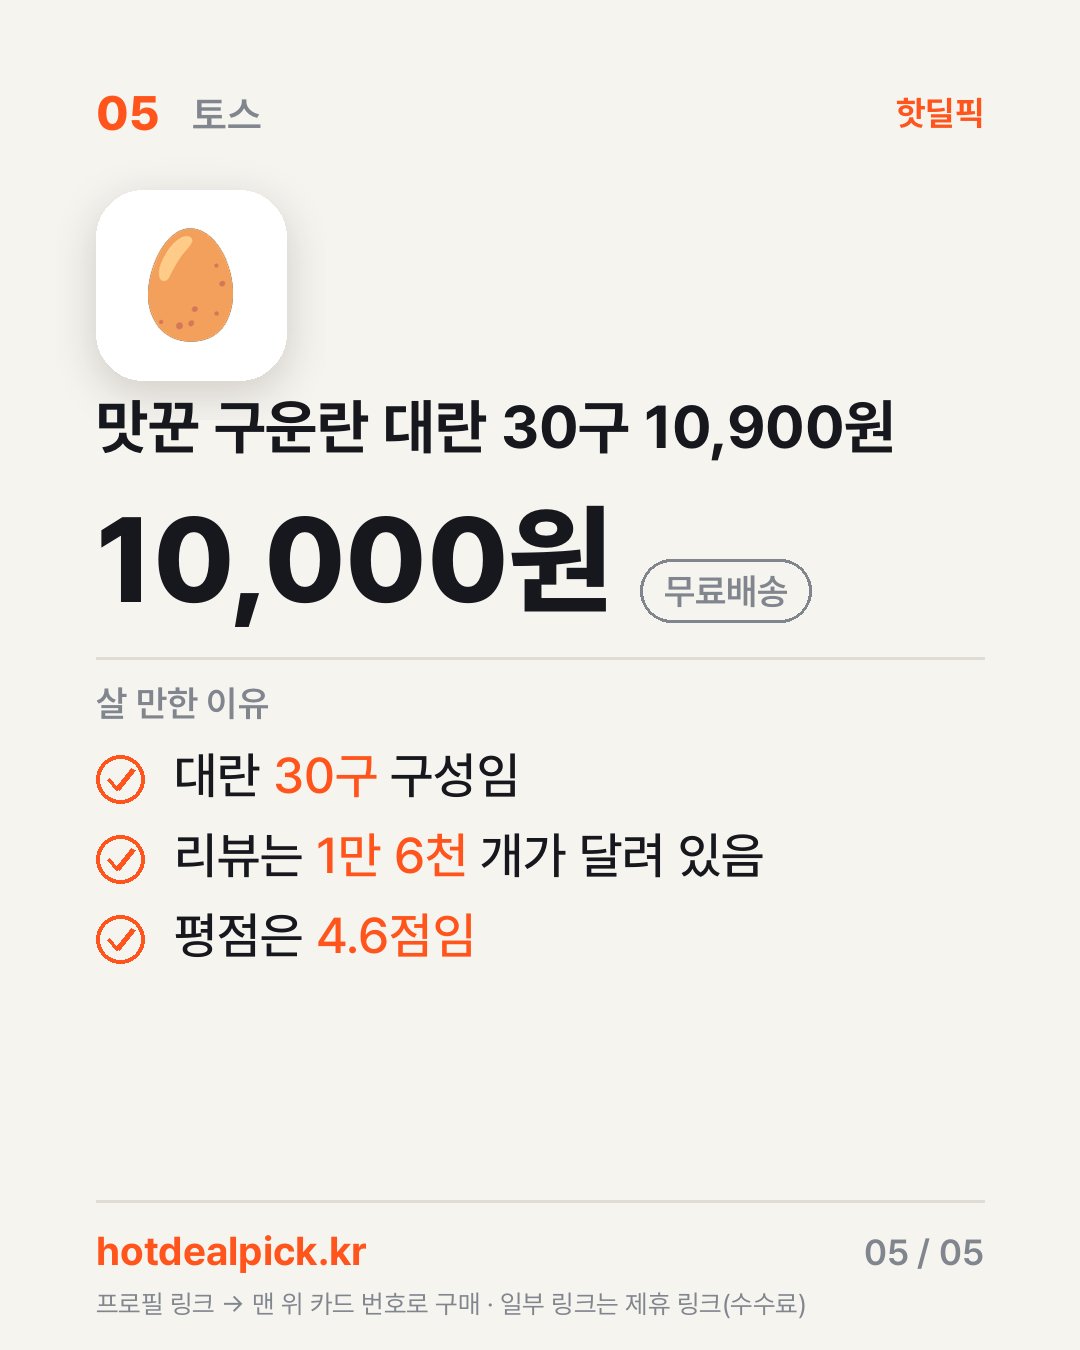 05 토스
핫딜픽
맛꾼 구운란 대란 30구 10,900원
10,000원 무료배송
살 만한 이유
대란 30구 구성임
리뷰는 1만 6천 개가 달려 있음
평점은 4.6점임
hotdealpick.kr
05 / 05
프로필 링크 → 맨 위 카드 번호로 구매 · 일부 링크는 제휴 링크(수수료)